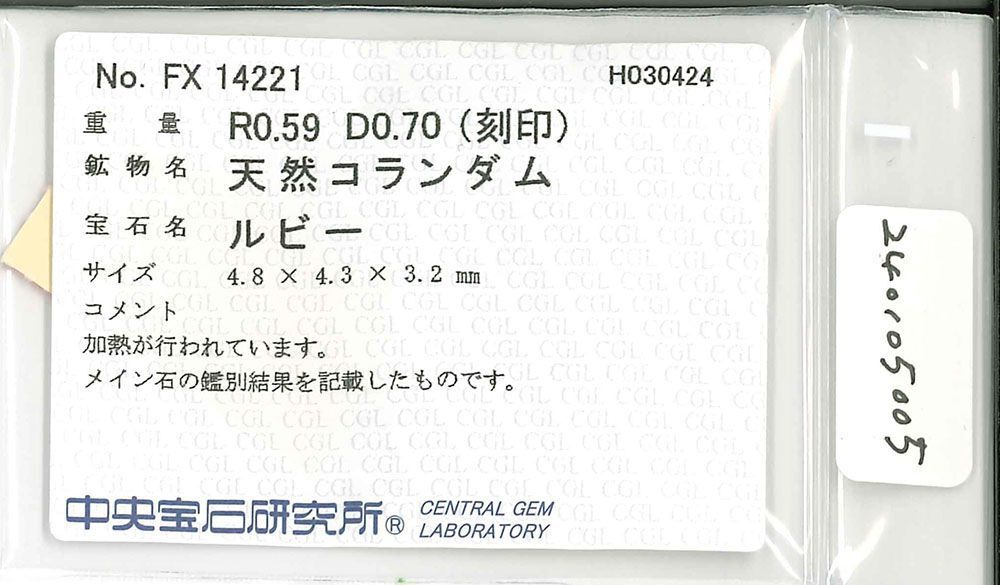 No. FX 14221 H030424
重量 R0.59 D0.70 (刻印)
鉱物名 天然コランダム
宝石名 ルビー
サイズ 4.8 × 4.3 × 3.2 mm
コメント
加熱が行われています。
メイン石の鑑別結果を記載したものです。
中央宝石研究所® CENTRAL GEM
LABORATORY
240105005